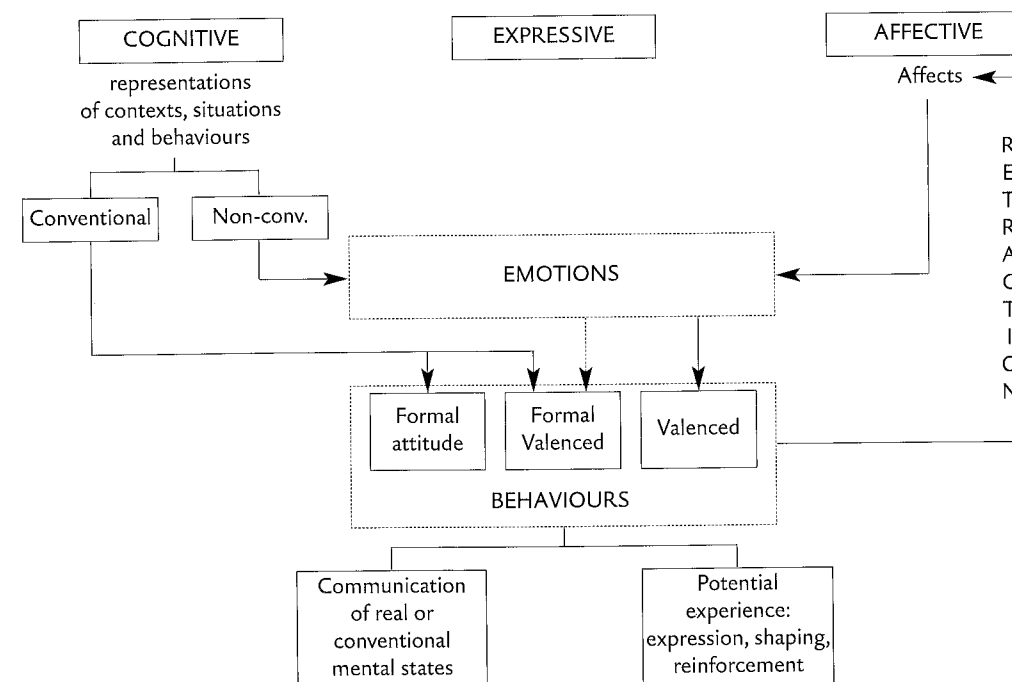 COGNITIVE
EXPRESSIVE
AFFECTIVE
representations
of contexts, situations
and behaviours
Affects
Conventional
Non-conv.
EMOTIONS
R
E
T
R
A
C
T
I
O
N
Formal
attitude
Formal
Valenced
Valenced
BEHAVIOURS
Communication
of real or
conventional
mental states
Potential
experience:
expression, shaping,
reinforcement